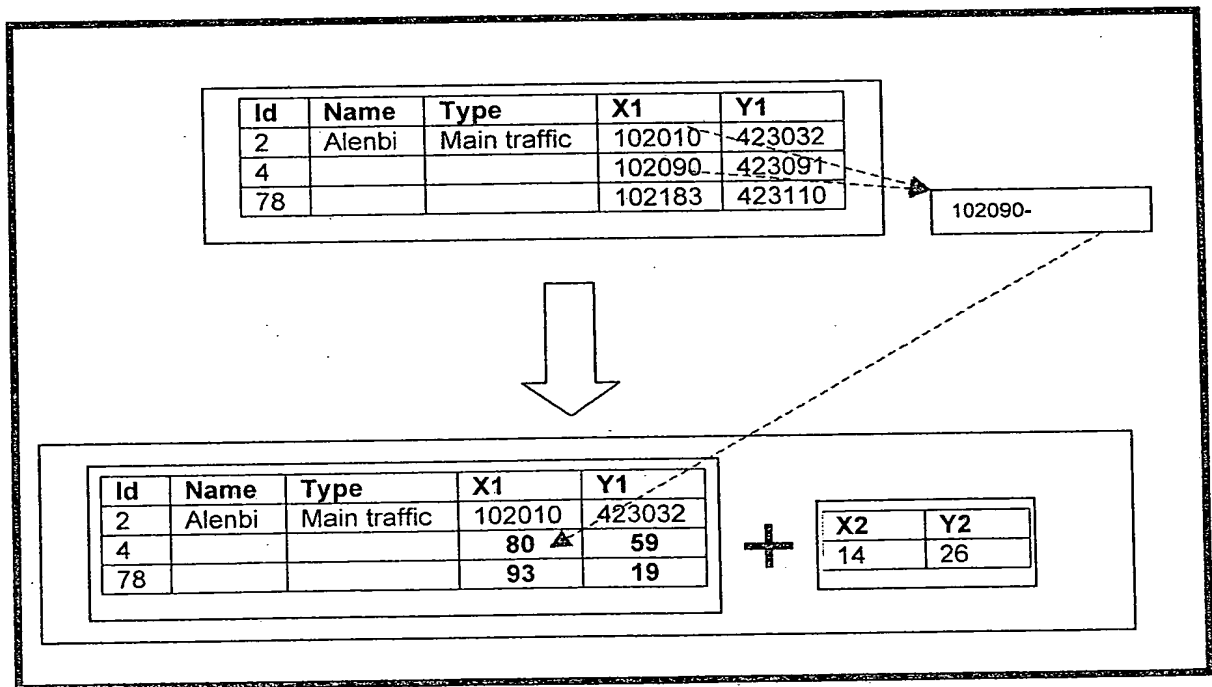 Id Name Type X1 Y1
2 Alenbi Main traffic 102010 423032
4 102090 423091
78 102183 423110
102090-
Id Name Type X1 Y1
2 Alenbi Main traffic 102010 423032
4 80 59
78 93 19
+
X2 Y2
14 26